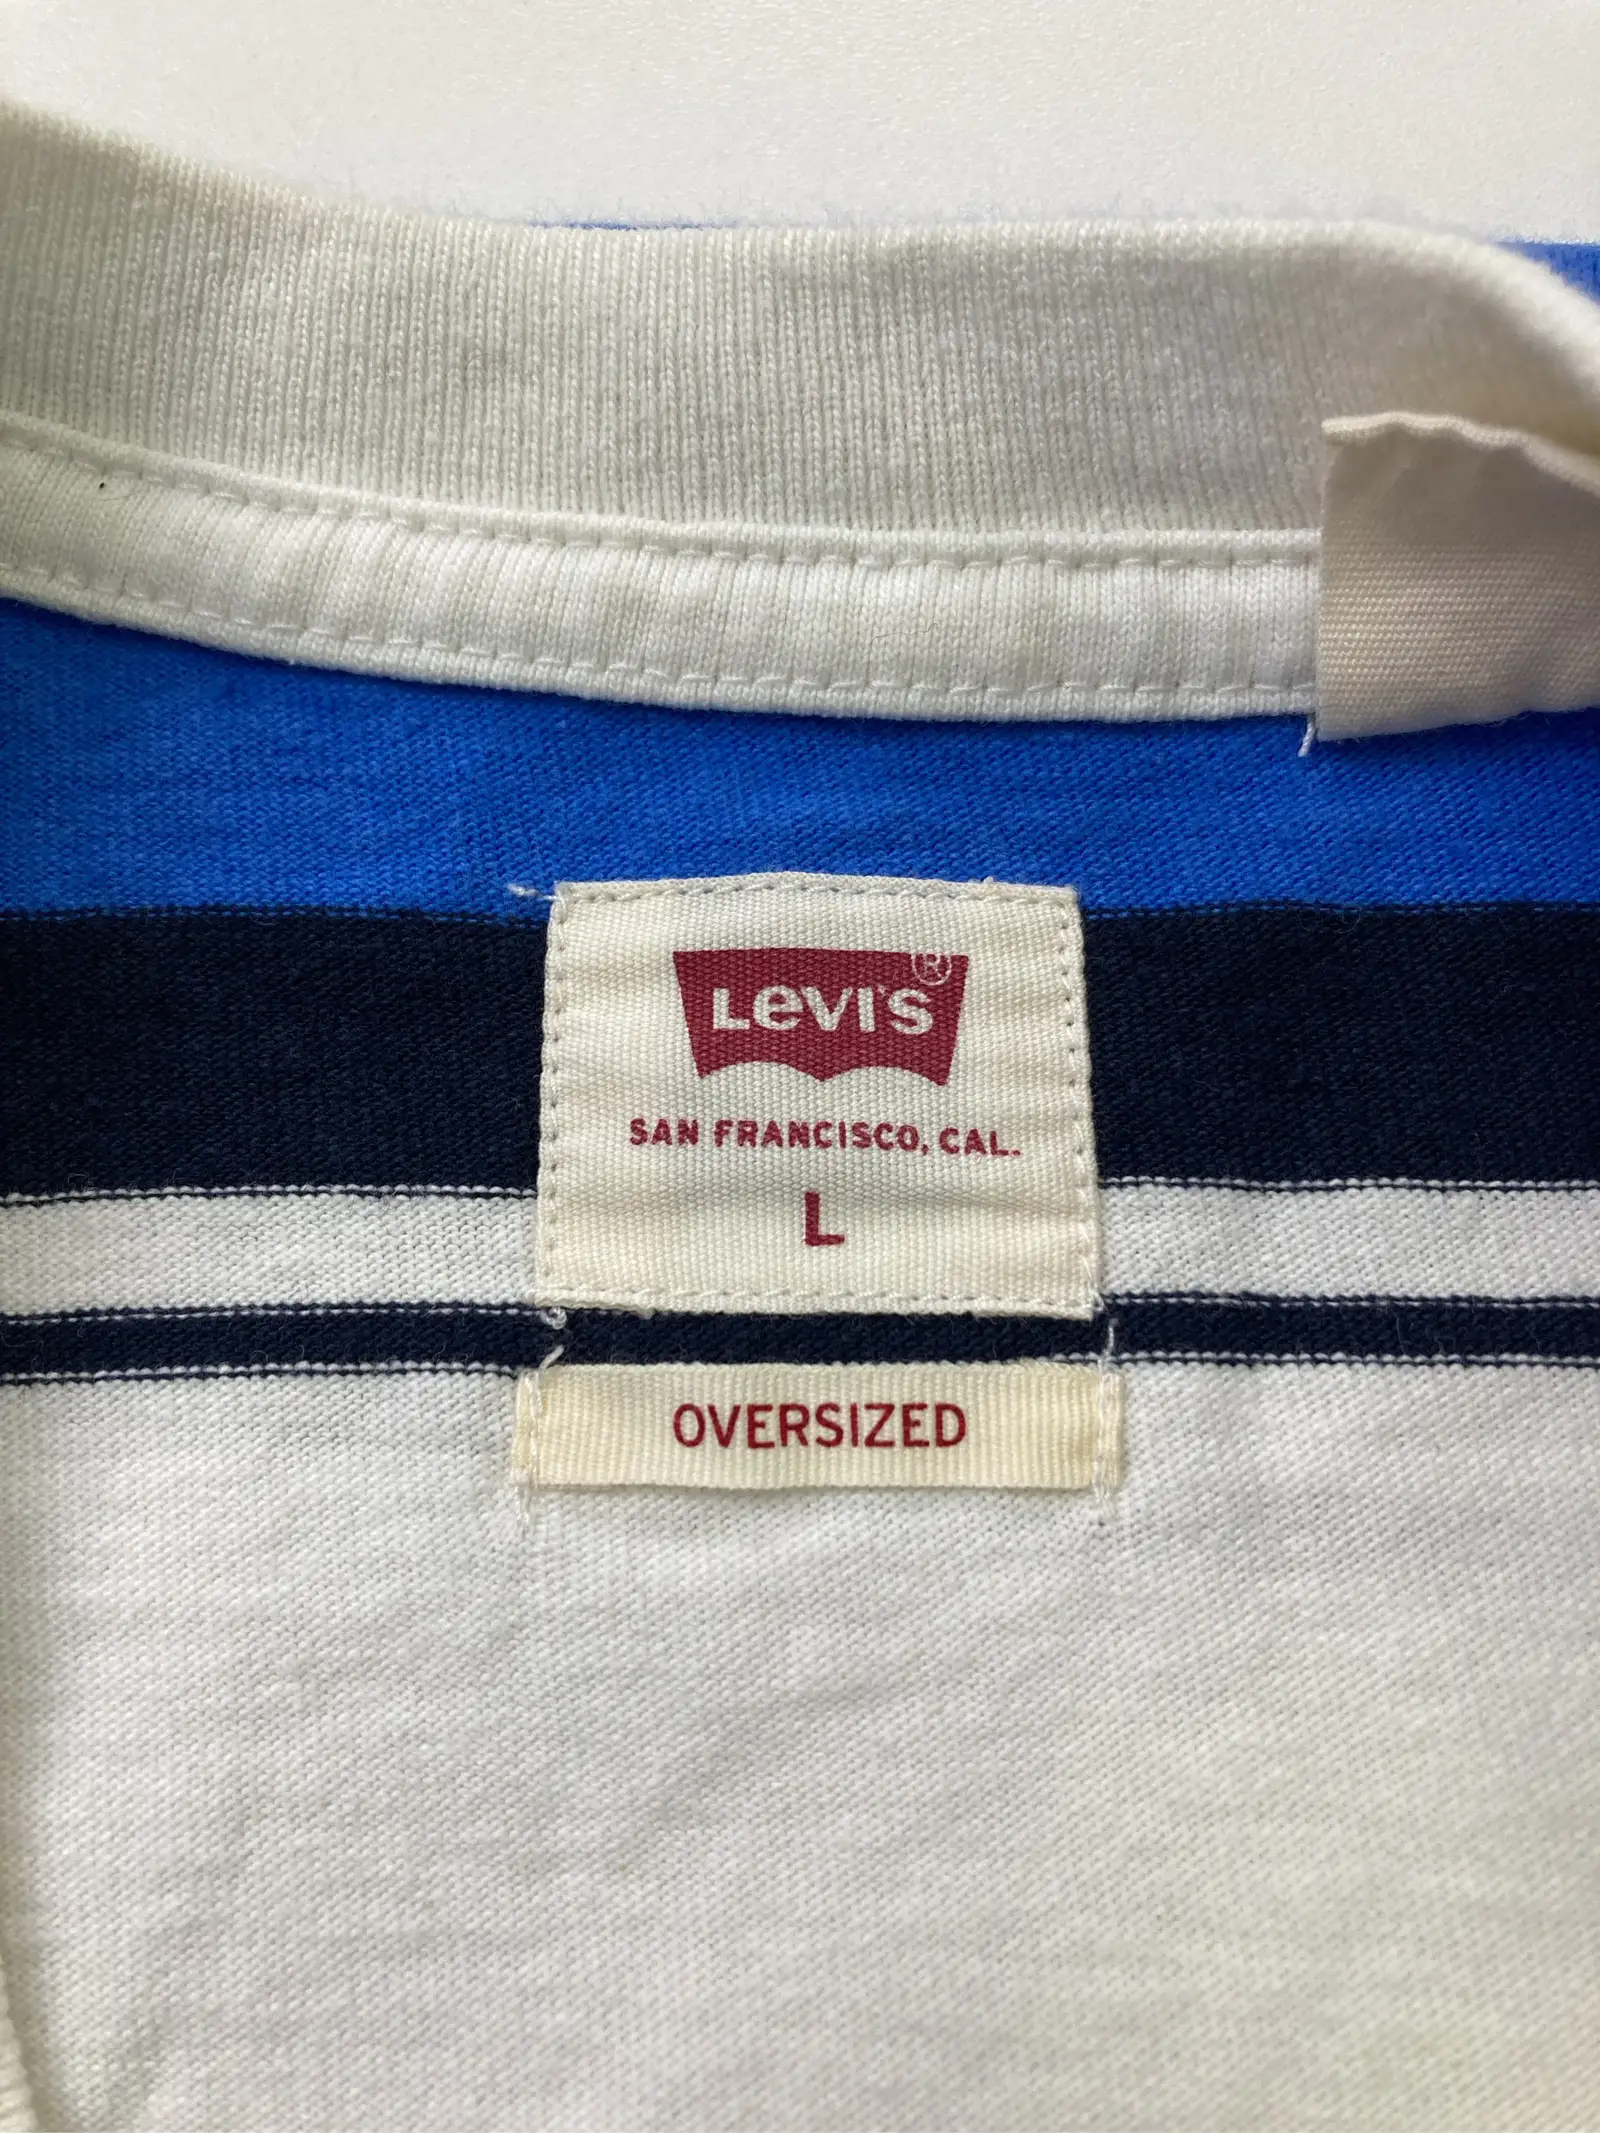 LEVI'S®
SAN FRANCISCO, CAL.
L
OVERSIZED